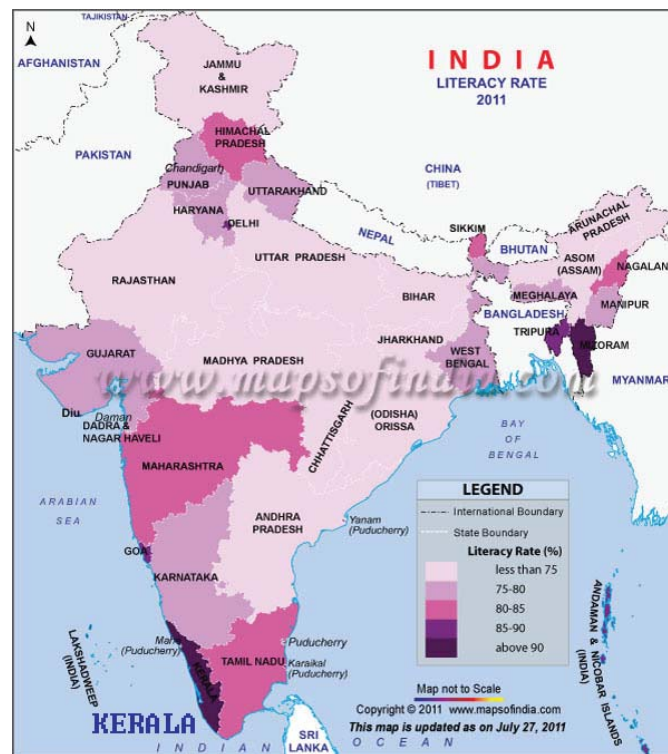 TAJIKISTAN
N
AFGHANISTAN
INDIA
LITERACY RATE
2011
JAMMU
&
KASHMIR
HIMACHAL
PRADESH
PAKISTAN
Chandigarh
PUNJAB
CHINA
(TIBET)
UTTARAKHAND
HARYANA
DELHI
ARUNACHAL
PRADESH
SIKKIM
NEPAL
BHUTAN
ASOM
(ASSAM)
NAGALAN
UTTAR PRADESH
RAJASTHAN
BIHAR
MEGHALAYA
MANIPUR
BANGLADESH
TRIPURA
MIZORAM
JHARKHAND
WEST
BENGAL
GUJARAT
MADHYA PRADESH
MYANMAR
www.mapsofindia.com
Diu
Daman
DADRA &
NAGAR HAVELI
CHHATTISGARH
(ODISHA)
ORISSA
BAY
OF
BENGAL
MAHARASHTRA
ARABIAN
SEA
ANDHRA
PRADESH
Yanam
(Puducherry)
GOA
KARNATAKA
LEGEND
International Boundary
State Boundary
Literacy Rate (%)
less than 75
75-80
80-85
85-90
above 90
ANDAMAN & NICOBAR ISLANDS
(INDIA)
LAKSHADWEEP
(INDIA)
Mahe
(Puducherry)
KERALA
TAMIL NADU
Puducherry
Karaikal
(Puducherry)
KERALA
Map not to Scale
Copyright © 2011 www.mapsofindia.com
This map is updated as on July 27, 2011
SRI
LANKA
INDIAN OCEAN